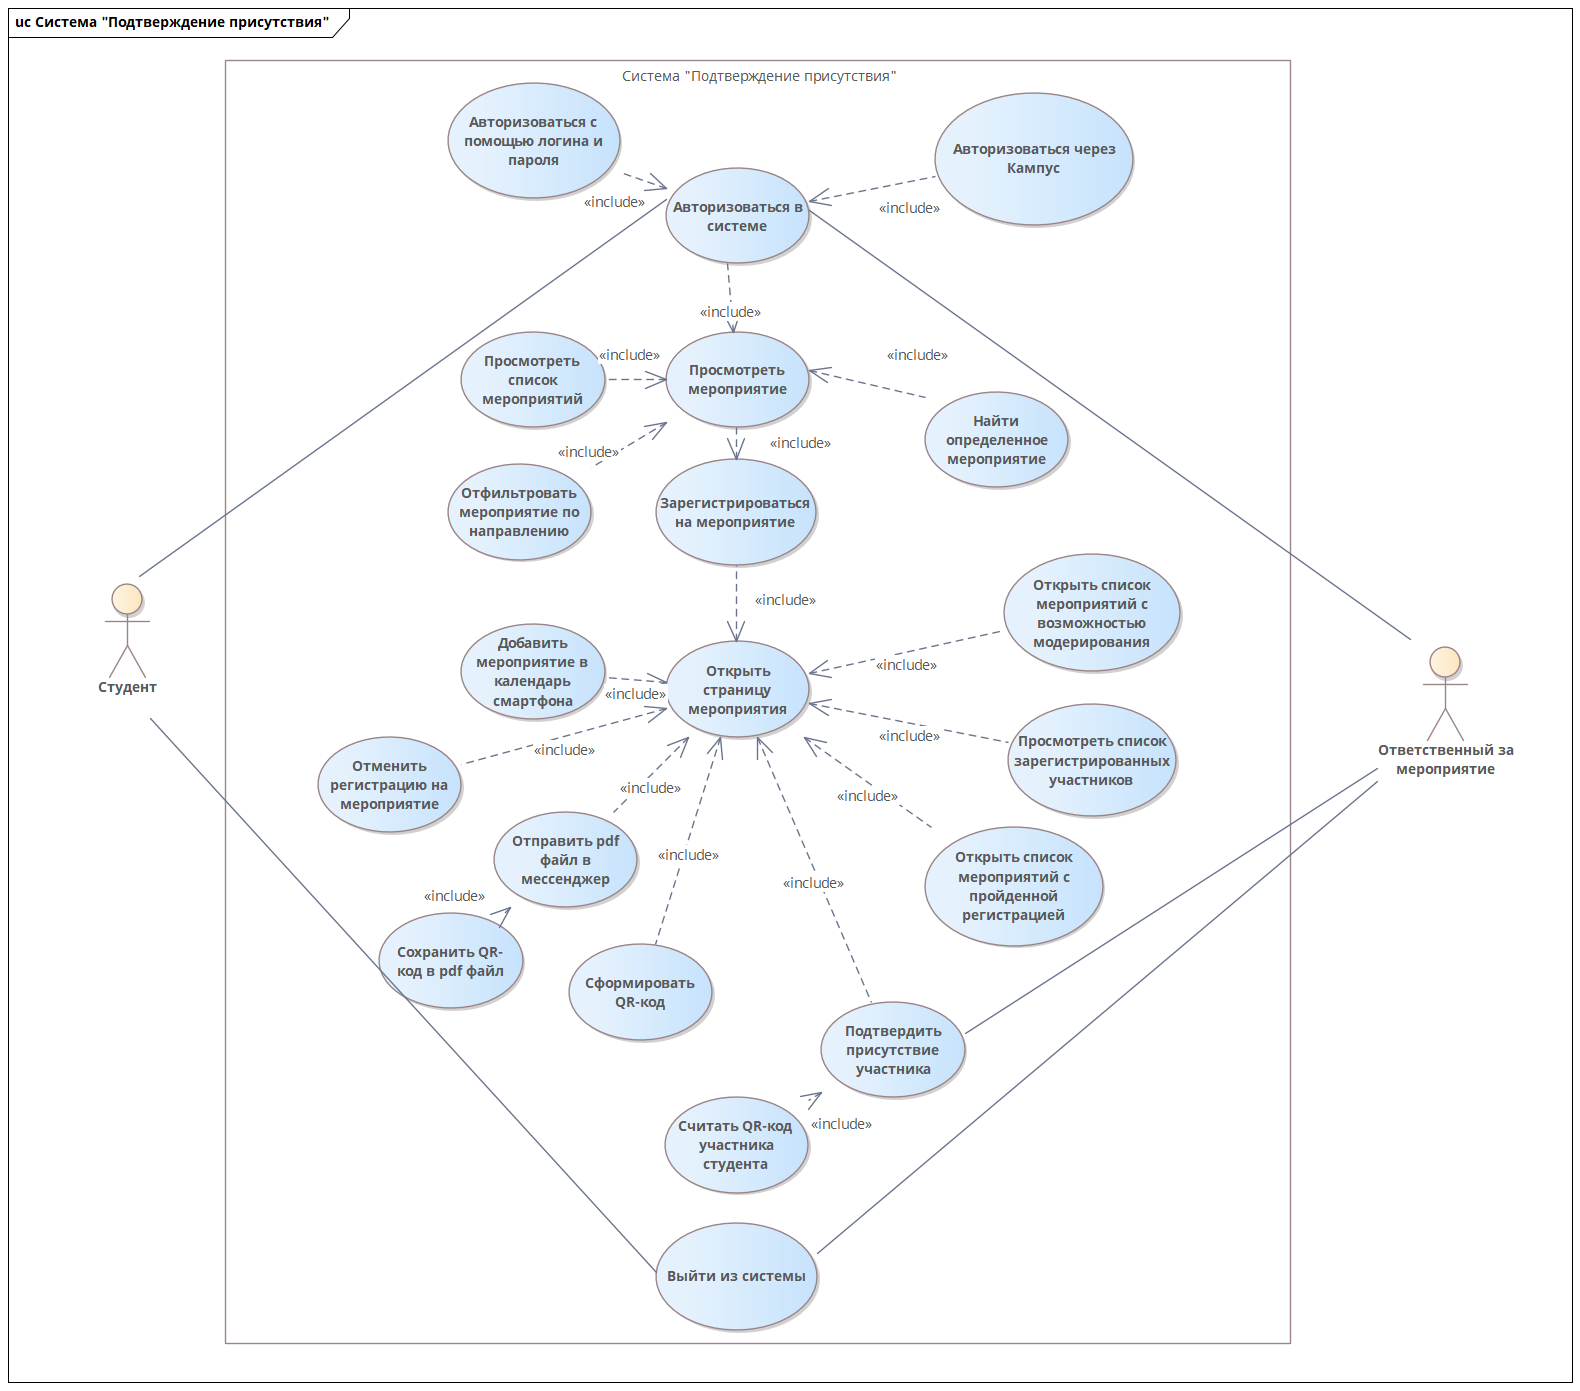 uc Система "Подтверждение присутствия"
Система "Подтверждение присутствия"
Авторизоваться с
помощью логина и
пароля
Авторизоваться через
Кампус
«include»
«include»
Авторизоваться в
системе
«include»
Просмотреть
список
мероприятий
«include»
Просмотреть
мероприятие
«include»
Найти
определенное
мероприятие
«include»
«include»
Отфильтровать
мероприятие по
направлению
Зарегистрироваться
на мероприятие
«include»
Открыть список
мероприятий с
возможностью
модерирования
Добавить
мероприятие в
календарь
смартфона
«include»
Открыть
страницу
мероприятия
«include»
Студент
Ответственный за
мероприятие
Отменить
регистрацию на
мероприятие
«include»
«include»
Просмотреть список
зарегистрированных
участников
«include»
«include»
Отправить pdf
файл в
мессенджер
«include»
«include»
Открыть список
мероприятий с
пройденной
регистрацией
«include»
Сохранить QR-
код в pdf файл
Сформировать
QR-код
Подтвердить
присутствие
участника
«include»
Считать QR-код
участника
студента
Выйти из системы